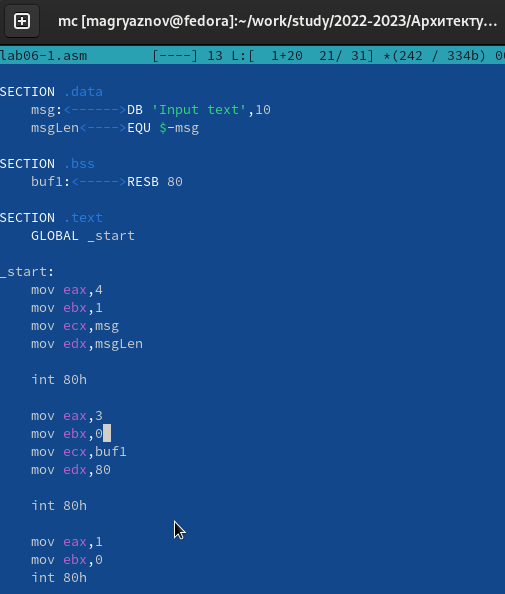 mc [magryaznov@fedora]:~/work/study/2022-2023/Архитекту...
lab06-1.asm [----] 13 L:[ 1+20 21/ 31] *(242 / 334b) 0
SECTION .data
msg:<------>DB 'Input text',10
msgLen<---->EQU $-msg
SECTION .bss
buf1:<----->RESB 80
SECTION .text
GLOBAL _start
_start:
mov eax,4
mov ebx,1
mov ecx,msg
mov edx,msgLen
int 80h
mov eax,3
mov ebx,0
mov ecx,buf1
mov edx,80
int 80h
mov eax,1
mov ebx,0
int 80h